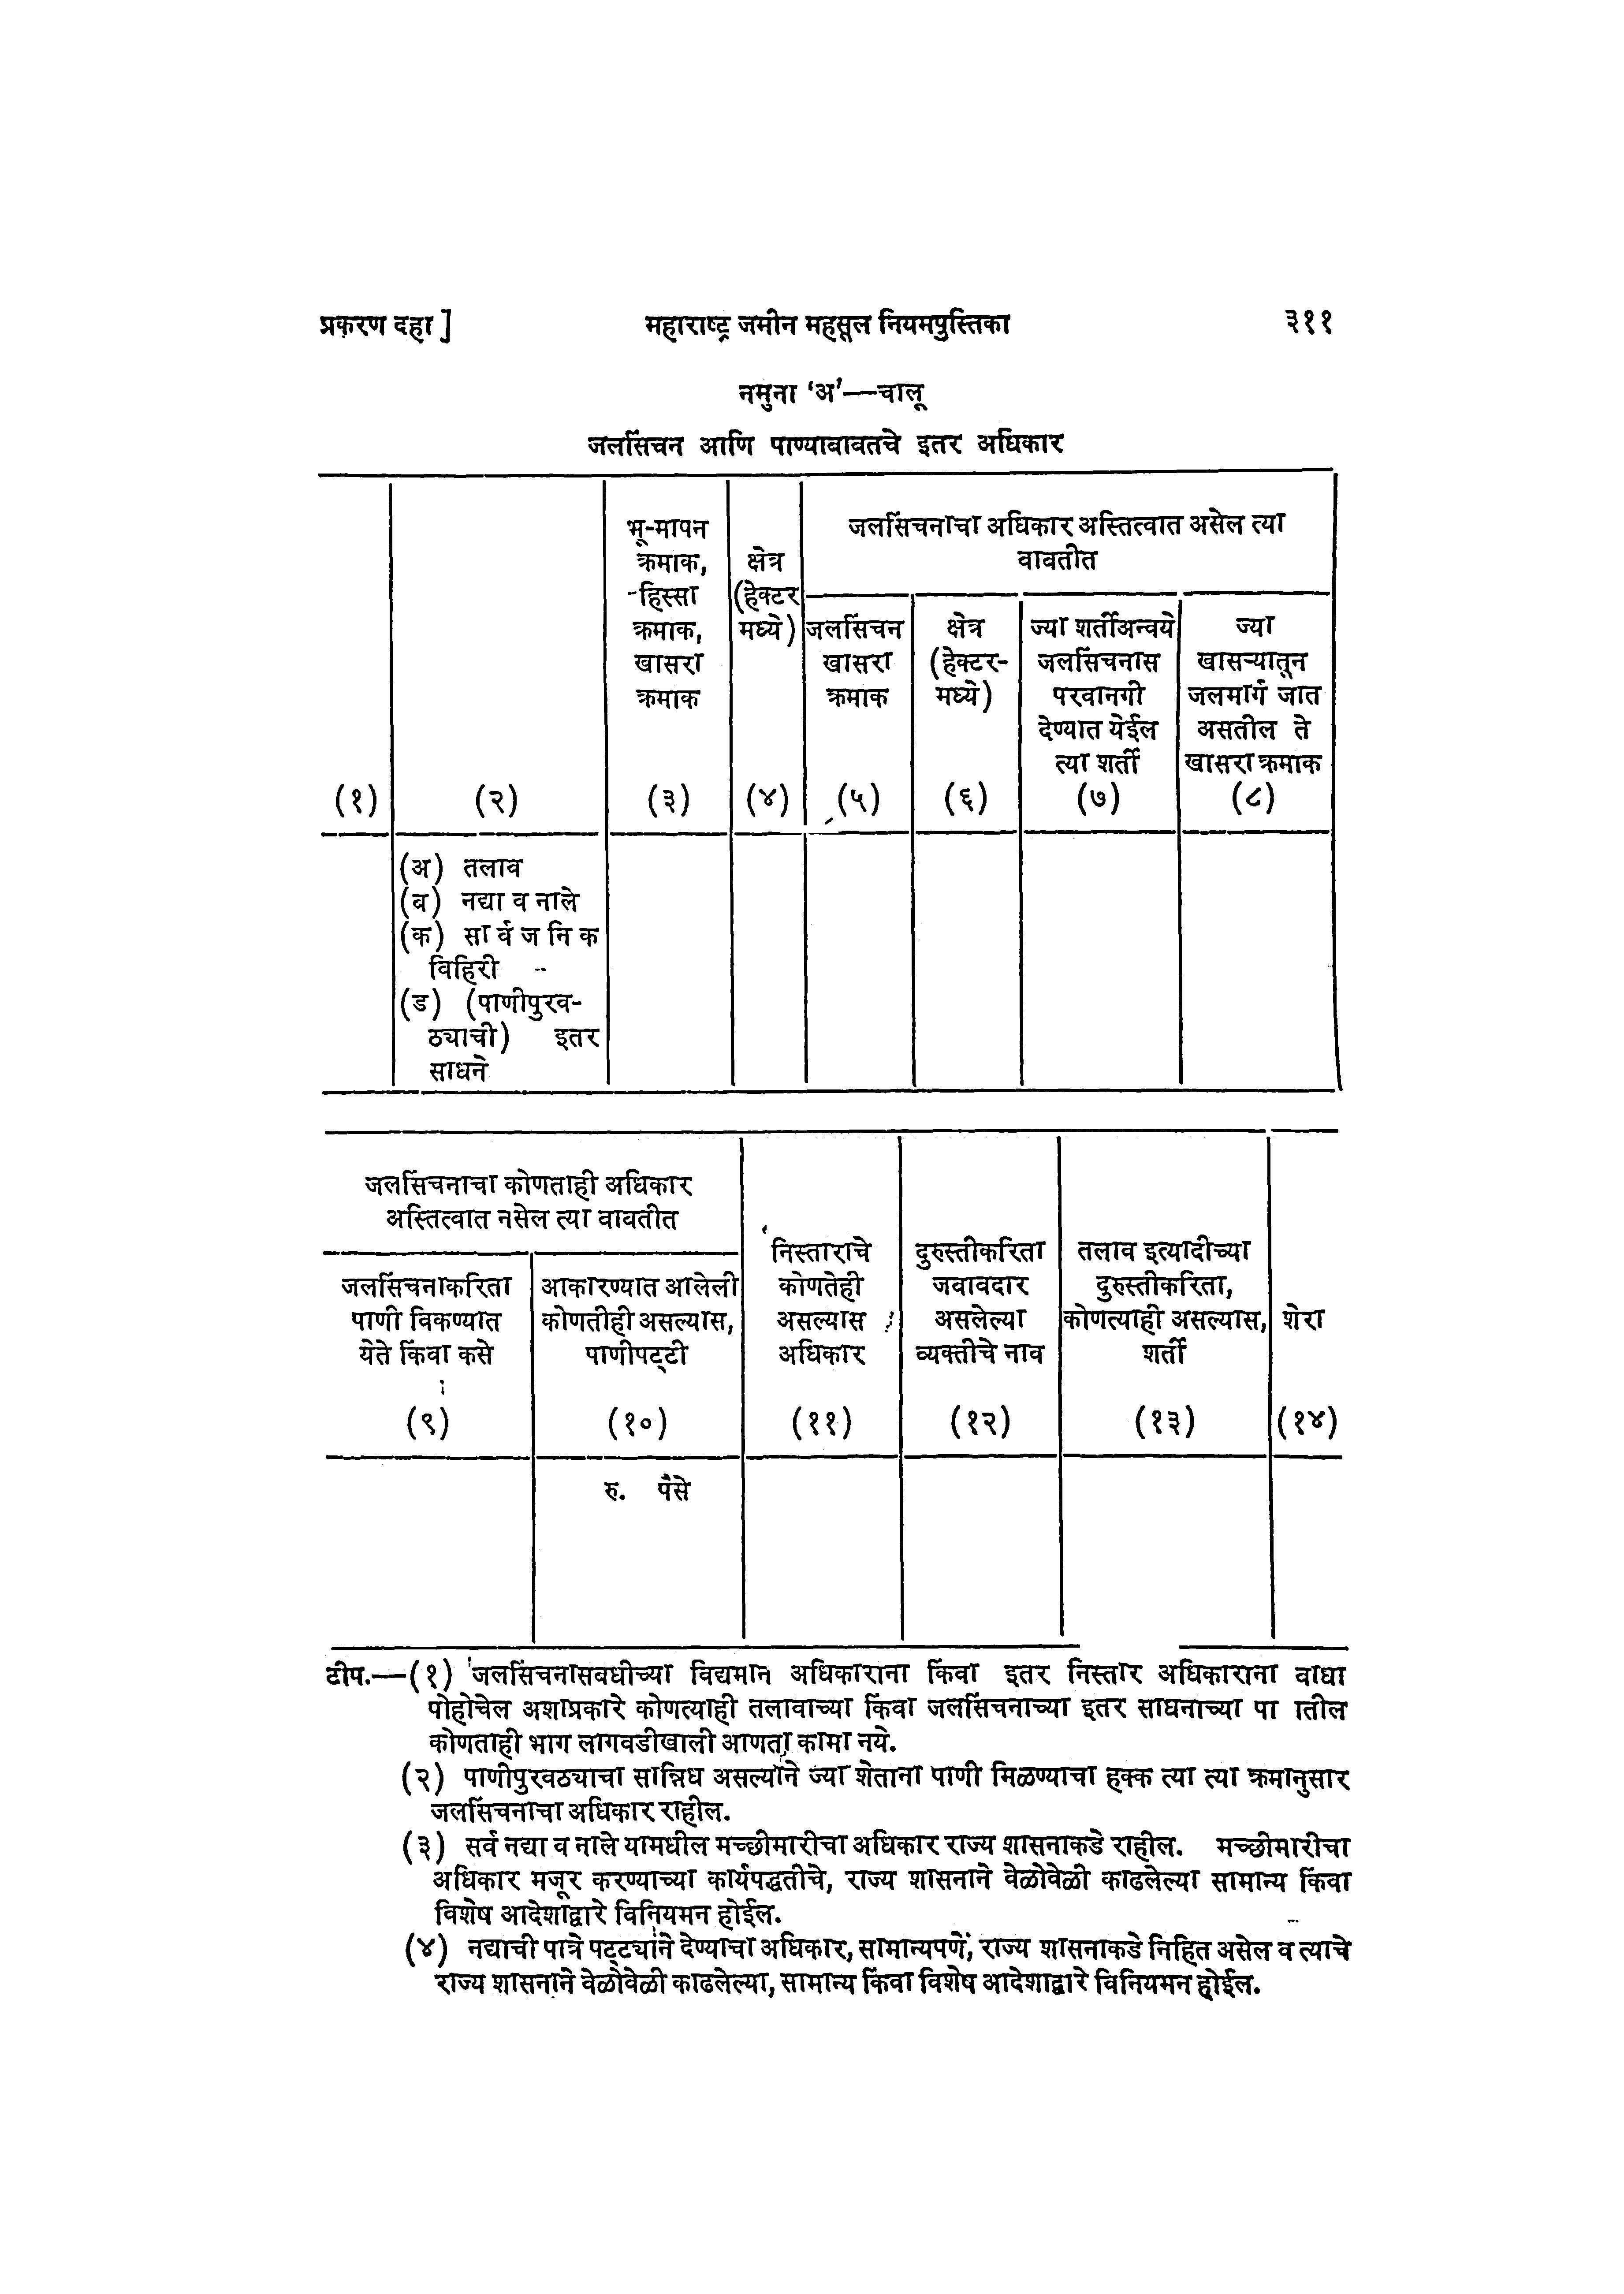 प्रकरण दहा ]
महाराष्ट्र जमीन महसूल नियमपुस्तिका
३११
नमुना ‘अ’—चालू
जलसिंचन आणि पाण्याबाबतचे इतर अधिकार
भू-मापन
क्रमाक,
हिस्सा
क्रमाक,
खासरा
क्रमाक
क्षेत्र
(हेक्टर
मध्ये)
जलसिंचनाचा अधिकार अस्तित्वात असेल त्या
वावतीत
जलसिंचन
खासरा
क्रमाक
क्षेत्र
(हेक्टर-
मध्ये)
ज्या शर्तीअन्वये
जलसिंचनास
परवानगी
देण्यात येईल
त्या शर्ती
ज्या
खासऱ्यातून
जलमार्ग जात
असतील ते
खासरा क्रमाक
(१) (२) (३) (४) (५) (६) (७) (८)
(अ) तलाव
(ब) नद्या व नाले
(क) सार्वजनिक
विहिरी
(ड) (पाणीपुरव-
ठ्याची) इतर
साधने
जलसिंचनाचा कोणताही अधिकार
अस्तित्वात नसेल त्या वावतीत
जलसिंचनाकरिता
पाणी विकण्यात
येते किंवा कसे
आकारण्यात आलेली
कोणतीही असल्यास,
पाणीपट्टी
निस्ताराचे
कोणतेही
असल्यास
अधिकार
दुरुस्तीकरिता
जवावदार
असलेल्या
व्यक्तीचे नाव
तलाव इत्यादीच्या
दुरुस्तीकरिता,
कोणत्याही असल्यास,
शर्ती
शेरा
(९) (१०) (११) (१२) (१३) (१४)
रु. पैसे
टीप.—(१) जलसिंचनासबधीच्या विद्यमान अधिकाराना किंवा इतर निस्तार अधिकाराना वाधा
पोहोचेल अशाप्रकारे कोणत्याही तलावाच्या किंवा जलसिंचनाच्या इतर साधनाच्या
कोणताही भाग लागवडीखाली आणता कामा नये.
(२) पाणीपुरवठ्याचा सान्निध असल्याने ज्या शेताना पाणी मिळण्याचा हक्क त्या त्या क्रमानुसार
जलसिंचनाचा अधिकार राहील.
(३) सर्व नद्या व नाले यामधील मच्छीमारीचा अधिकार राज्य शासनाकडे राहील. मच्छीमारीचा
अधिकार मजूर करण्याच्या कार्यपद्धतीचे, राज्य शासनाने वेळोवेळी काढलेल्या सामान्य किंवा
विशेष आदेशाद्वारे विनियमन होईल.
(४) नद्याची पात्रे पट्ट्याने देण्याचा अधिकार, सामान्यपणे, राज्य शासनाकडे निहित असेल व त्याचे
राज्य शासनाने वेळोवेळी काढलेल्या, सामान्य किंवा विशेष आदेशाद्वारे विनियमन होईल.